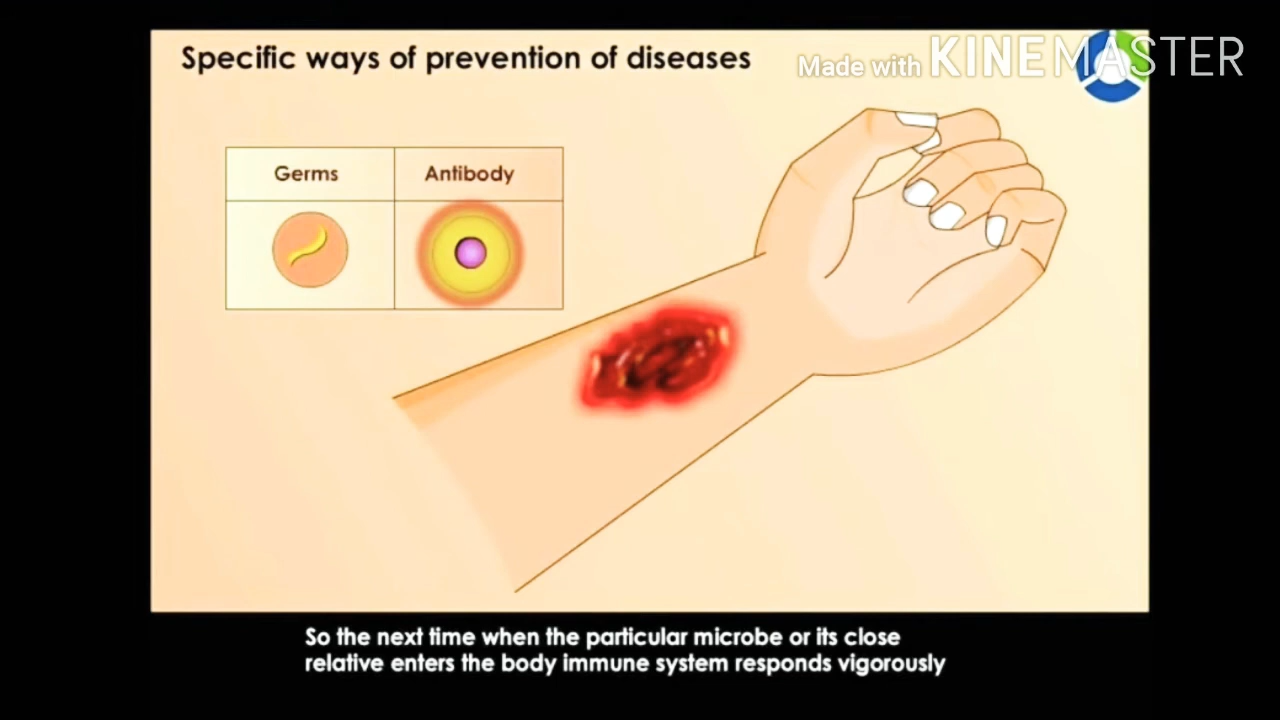 Specific ways of prevention of diseases
Made with KINEMASTER
Germs
Antibody
So the next time when the particular microbe or its close
relative enters the body immune system responds vigorously